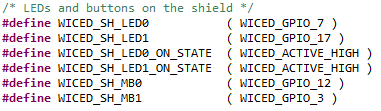 /* LEDs and buttons on the shield */
#define WICED_SH_LED0 ( WICED_GPIO_7 )
#define WICED_SH_LED1 ( WICED_GPIO_17 )
#define WICED_SH_LED0_ON_STATE ( WICED_ACTIVE_HIGH )
#define WICED_SH_LED1_ON_STATE ( WICED_ACTIVE_HIGH )
#define WICED_SH_MB0 ( WICED_GPIO_12 )
#define WICED_SH_MB1 ( WICED_GPIO_3 )